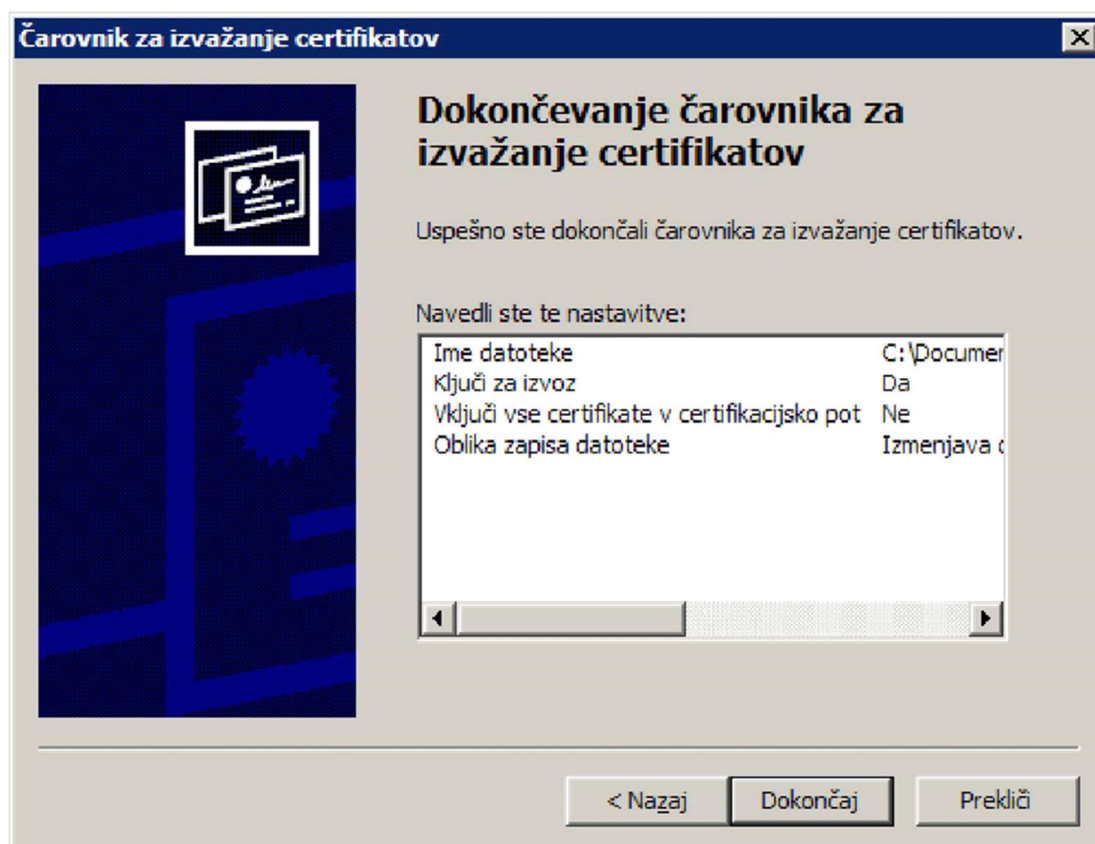 Čarovnik za izvažanje certifikatov
Dokončevanje čarovnika za
izvažanje certifikatov
Uspešno ste dokončali čarovnika za izvažanje certifikatov.
Navedli ste te nastavitve:
Ime datoteke C:\Documen
Ključi za izvoz Da
Vključi vse certifikate v certifikacijsko pot Ne
Oblika zapisa datoteke Izmenjava
< Nazaj Dokončaj Prekliči